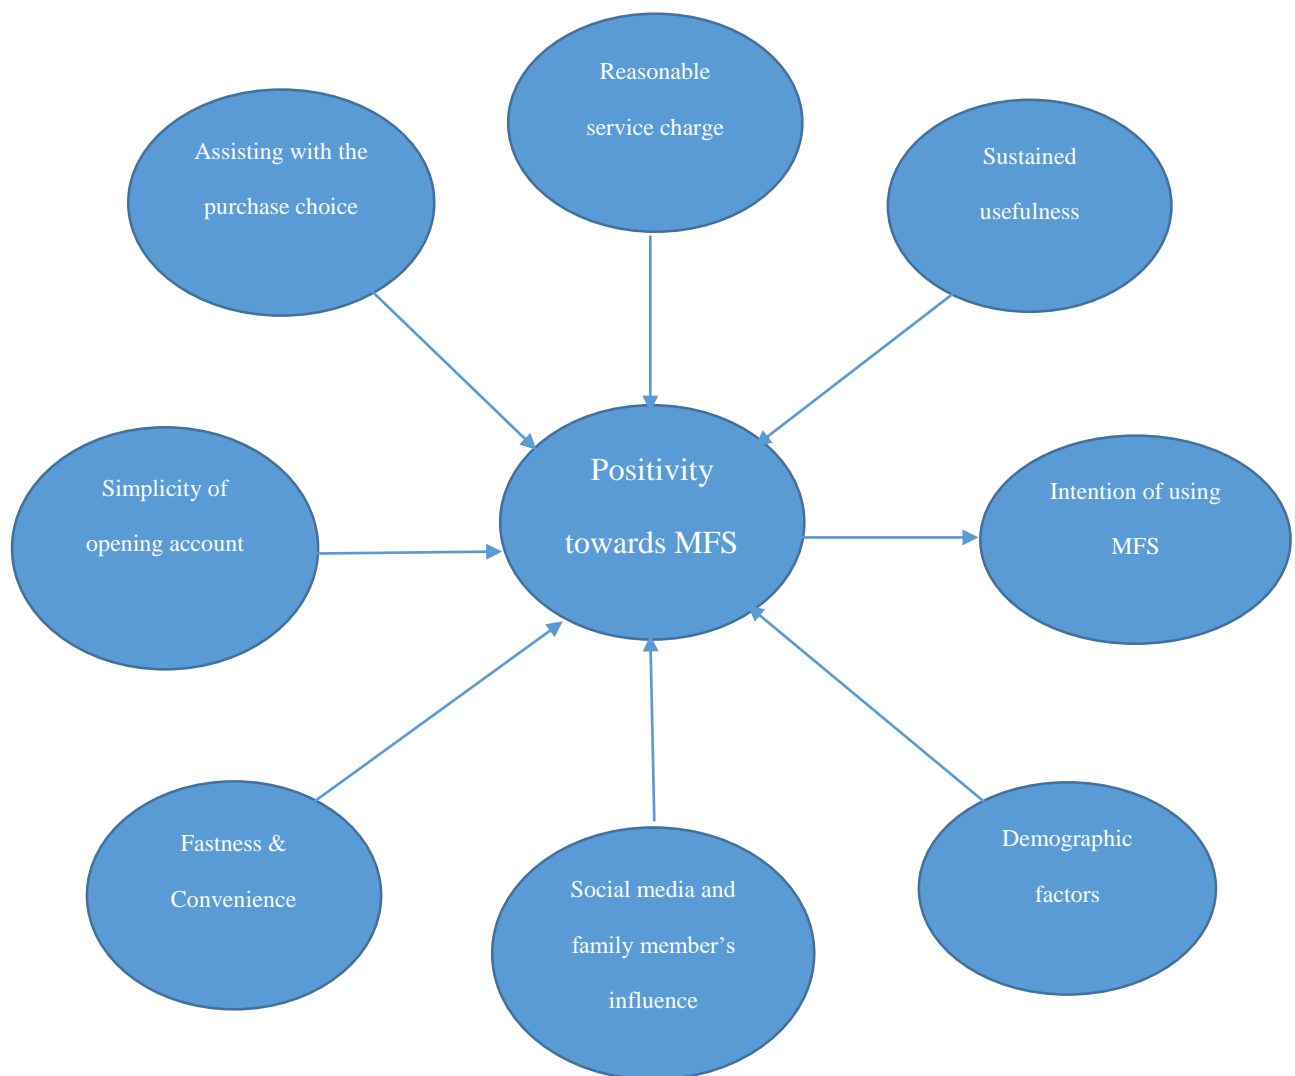 Reasonable
service charge
Assisting with the
purchase choice
Sustained
usefulness
Positivity
towards MFS
Simplicity of
opening account
Intention of using
MFS
Fastness &
Convenience
Social media and
family member’s
influence
Demographic
factors